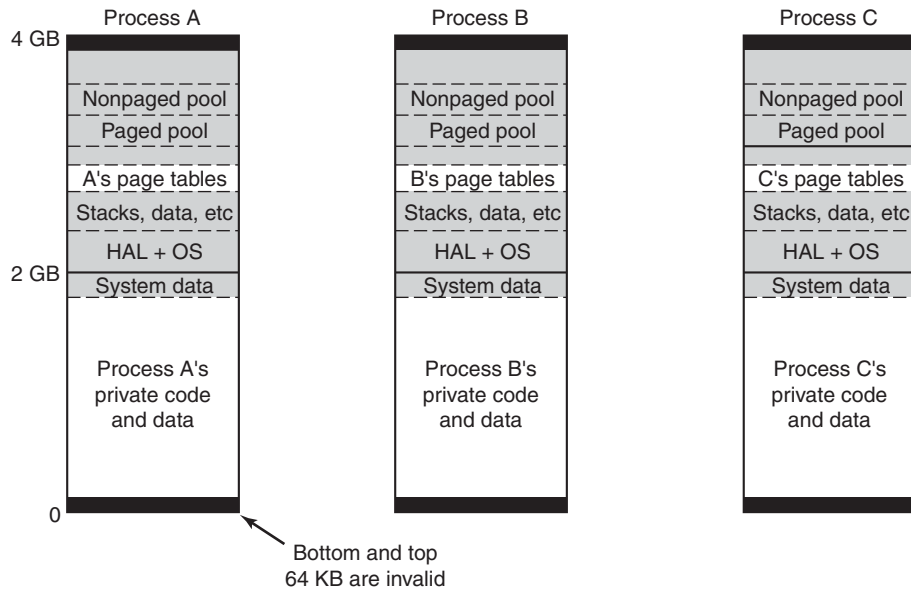 Process A
Process B
Process C
4 GB
Nonpaged pool
Nonpaged pool
Nonpaged pool
Paged pool
Paged pool
Paged pool
A's page tables
B's page tables
C's page tables
Stacks, data, etc
Stacks, data, etc
Stacks, data, etc
HAL + OS
HAL + OS
HAL + OS
2 GB
System data
System data
System data
Process A's
private code
and data
Process B's
private code
and data
Process C's
private code
and data
0
Bottom and top
64 KB are invalid